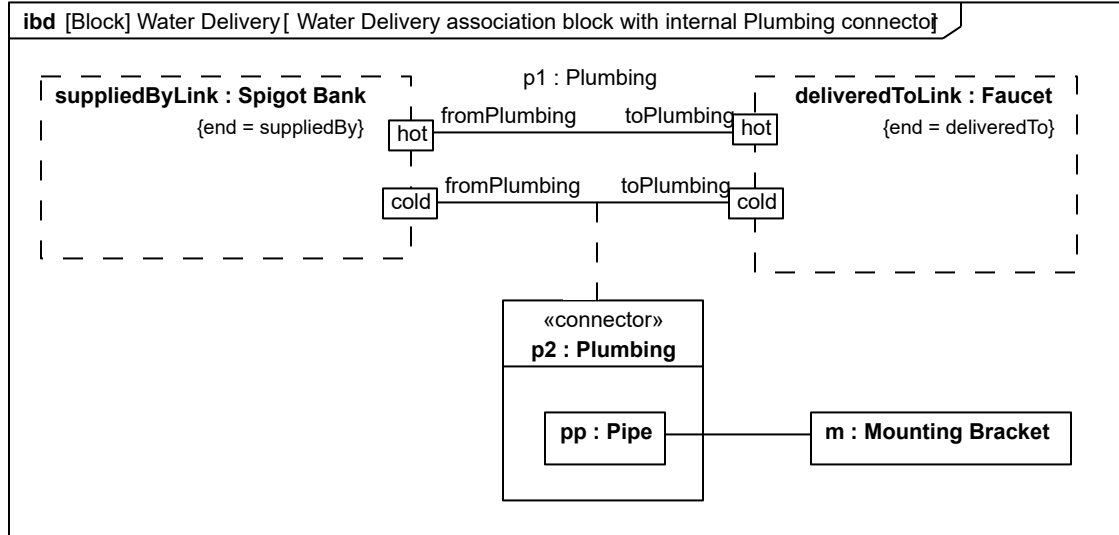 ibd [Block] Water Delivery [ Water Delivery association block with internal Plumbing connector]
p1 : Plumbing
suppliedByLink : Spigot Bank
{end = suppliedBy}
deliveredToLink : Faucet
{end = deliveredTo}
hot fromPlumbing toPlumbing hot
cold fromPlumbing toPlumbing cold
«connector»
p2 : Plumbing
pp : Pipe
m : Mounting Bracket